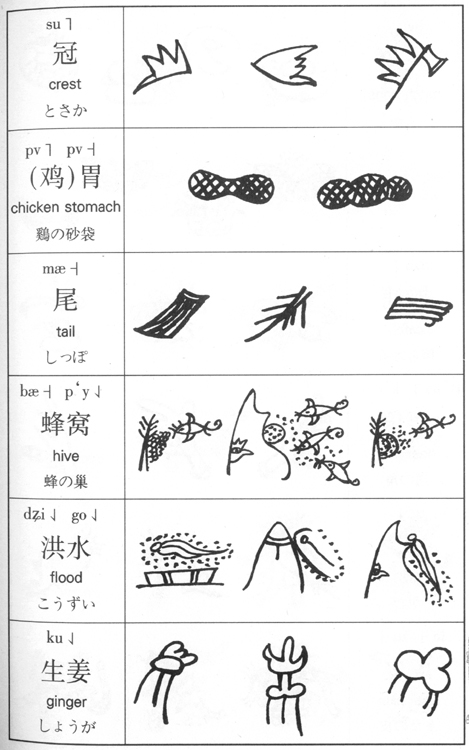 su ˥
冠
crest
とさか
pv ˥ pv ˧
(鸡)胃
chicken stomach
鶏の砂袋
mæ ˧
尾
tail
しっぽ
bæ ˧ p‘y ˩
蜂窝
hive
蜂の巣
dʑi ˩ go ˩
洪水
flood
こうずい
ku ˩
生姜
ginger
しょうが